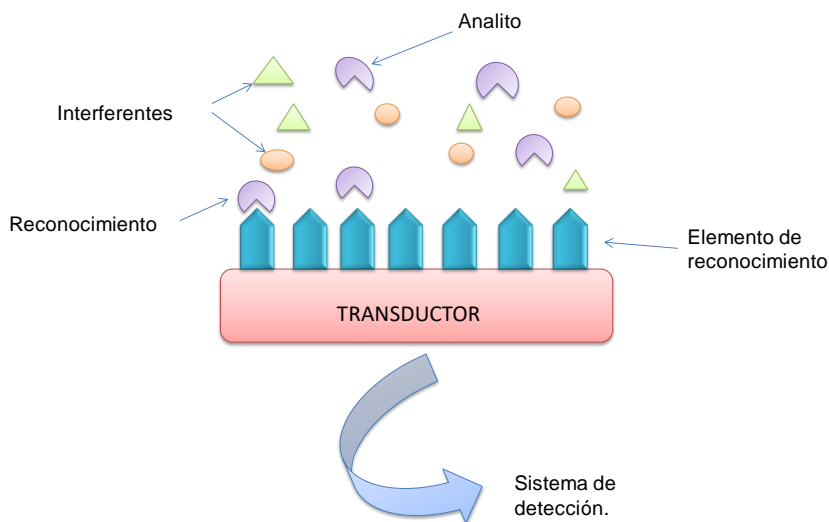 Analito
Interferentes
Reconocimiento
Elemento de
reconocimiento
TRANSDUCTOR
Sistema de
detección.